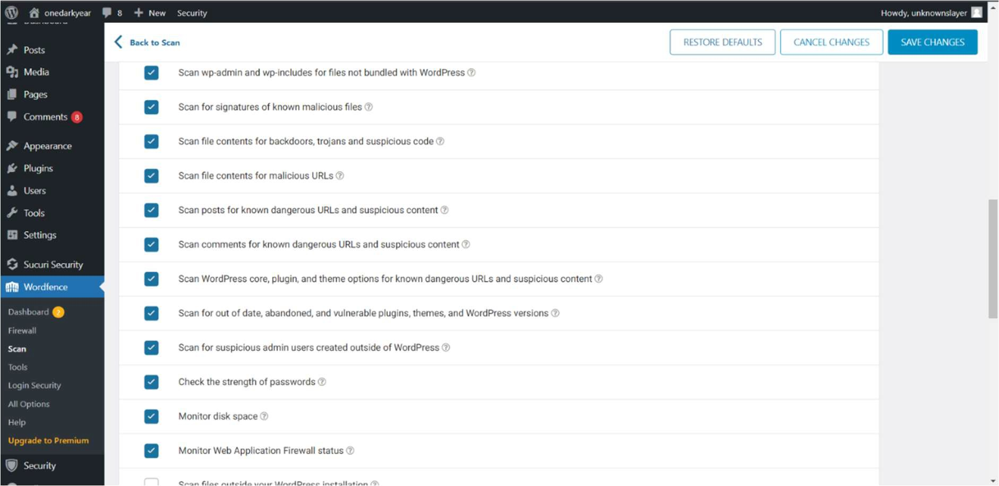 onedarkyear 8 New Security Howdy, unknownslayer
Dashboard
Posts
Media
Pages
Comments 8
Appearance
Plugins
Users
Tools
Settings
Sucuri Security
Wordfence
Dashboard 2
Firewall
Scan
Tools
Login Security
All Options
Help
Upgrade to Premium
Security
Back to Scan
RESTORE DEFAULTS CANCEL CHANGES SAVE CHANGES
Scan wp-admin and wp-includes for files not bundled with WordPress
Scan for signatures of known malicious files
Scan file contents for backdoors, trojans and suspicious code
Scan file contents for malicious URLs
Scan posts for known dangerous URLs and suspicious content
Scan comments for known dangerous URLs and suspicious content
Scan WordPress core, plugin, and theme options for known dangerous URLs and suspicious content
Scan for out of date, abandoned, and vulnerable plugins, themes, and WordPress versions
Scan for suspicious admin users created outside of WordPress
Check the strength of passwords
Monitor disk space
Monitor Web Application Firewall status
Scan files outside your WordPress installation